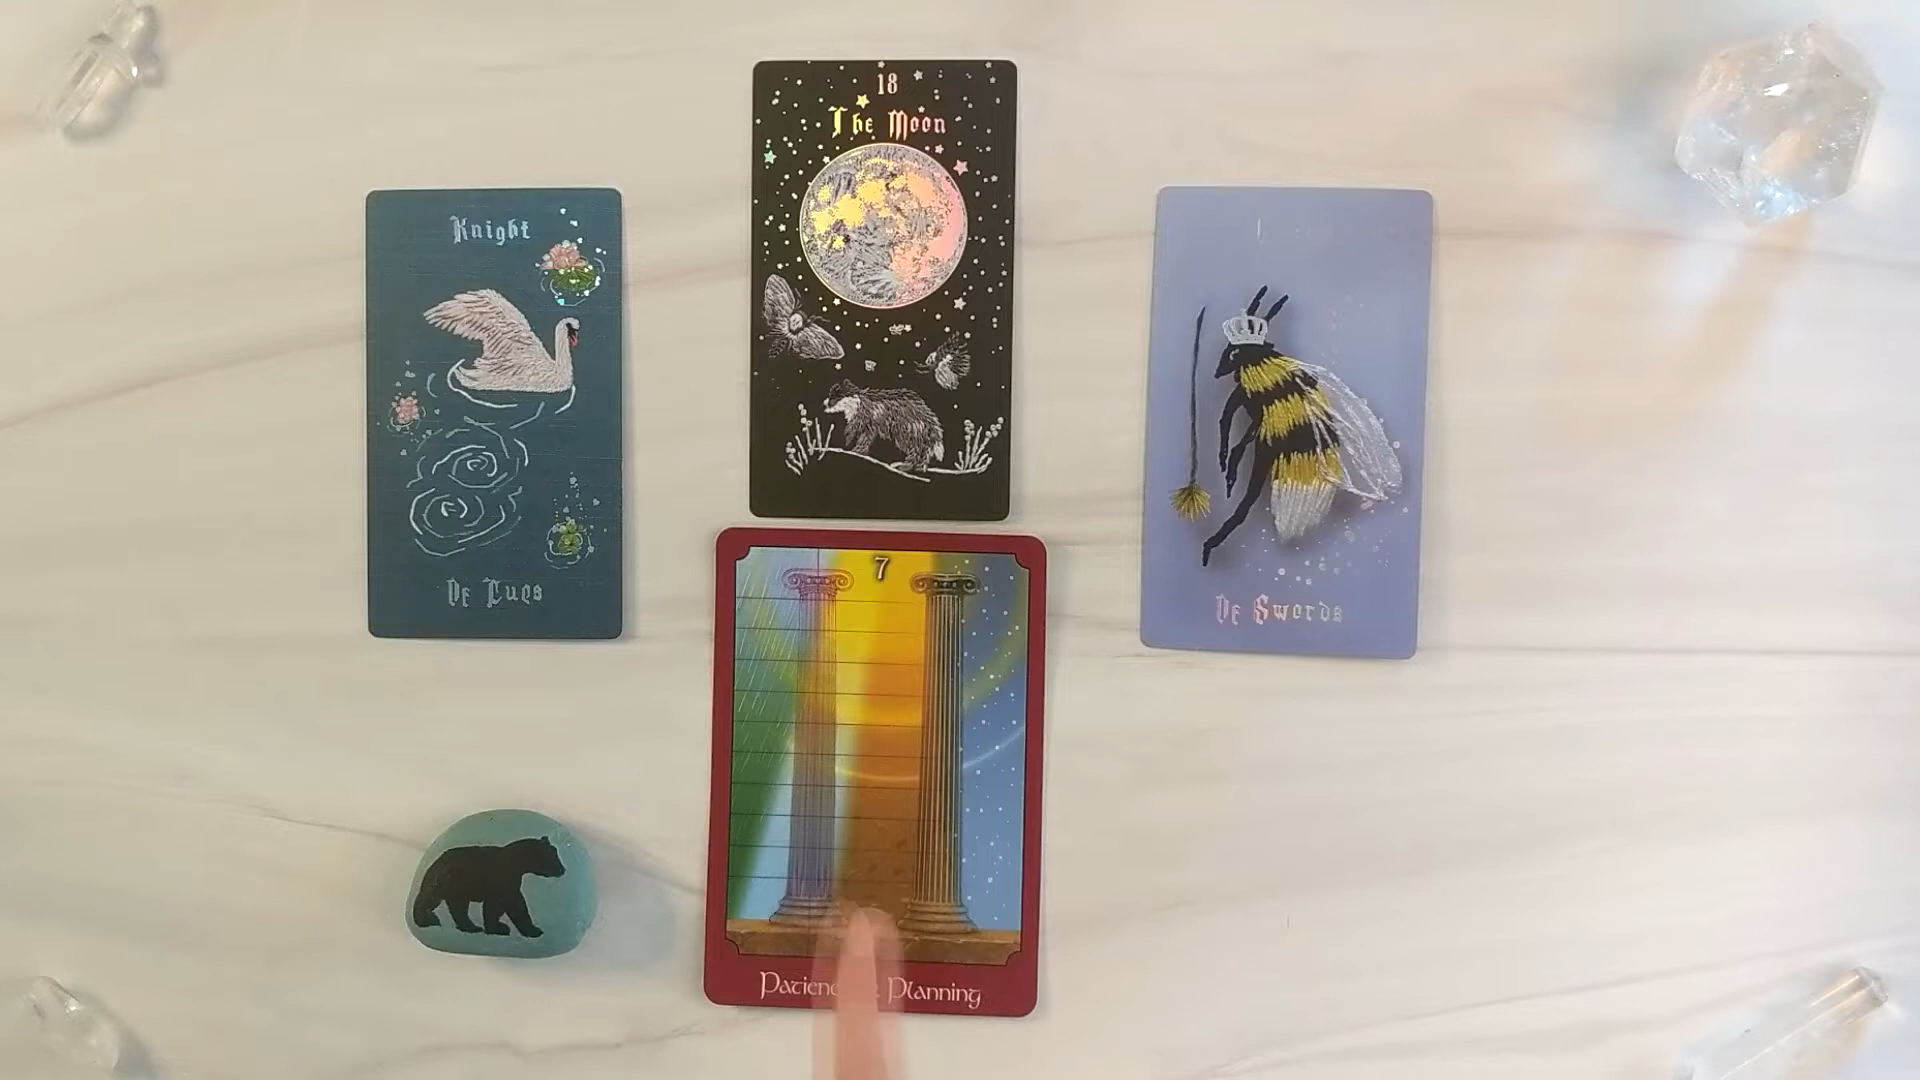 Knight
Of Cups
18
The Moon
Of Swords
7
Planning